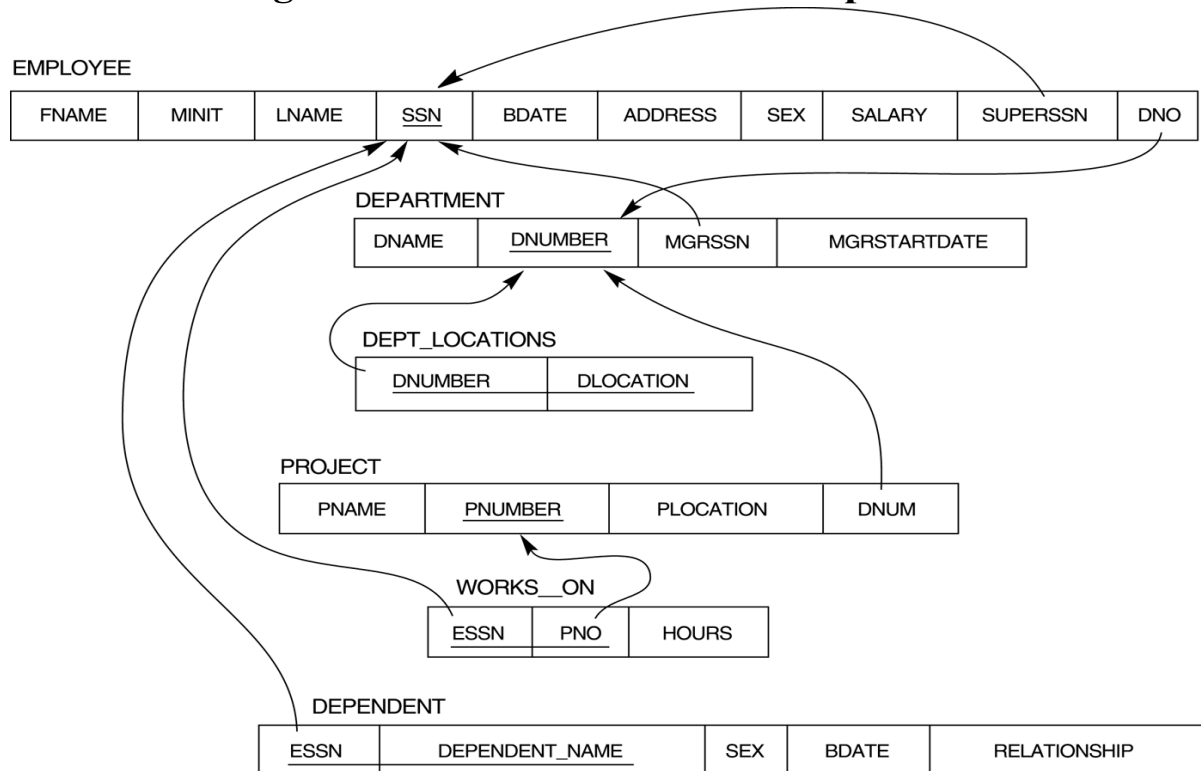 EMPLOYEE
FNAME MINIT LNAME SSN BDATE ADDRESS SEX SALARY SUPERSSN DNO
DEPARTMENT
DNAME DNUMBER MGRSSN MGRSTARTDATE
DEPT_LOCATIONS
DNUMBER DLOCATION
PROJECT
PNAME PNUMBER PLOCATION DNUM
WORKS__ON
ESSN PNO HOURS
DEPENDENT
ESSN DEPENDENT_NAME SEX BDATE RELATIONSHIP